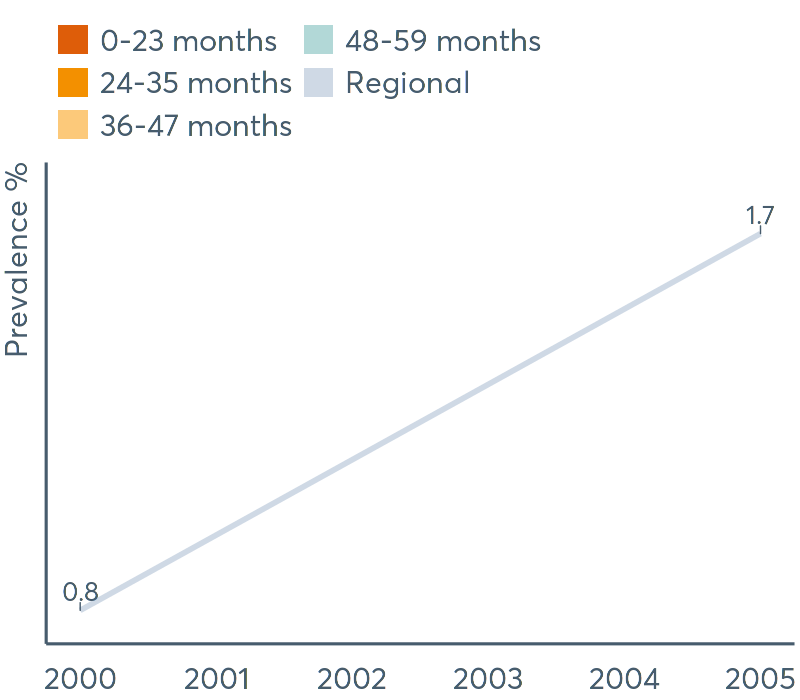 0-23 months
24-35 months
36-47 months
48-59 months
Regional
Prevalence %
1.7
0.8
2000 2001 2002 2003 2004 2005